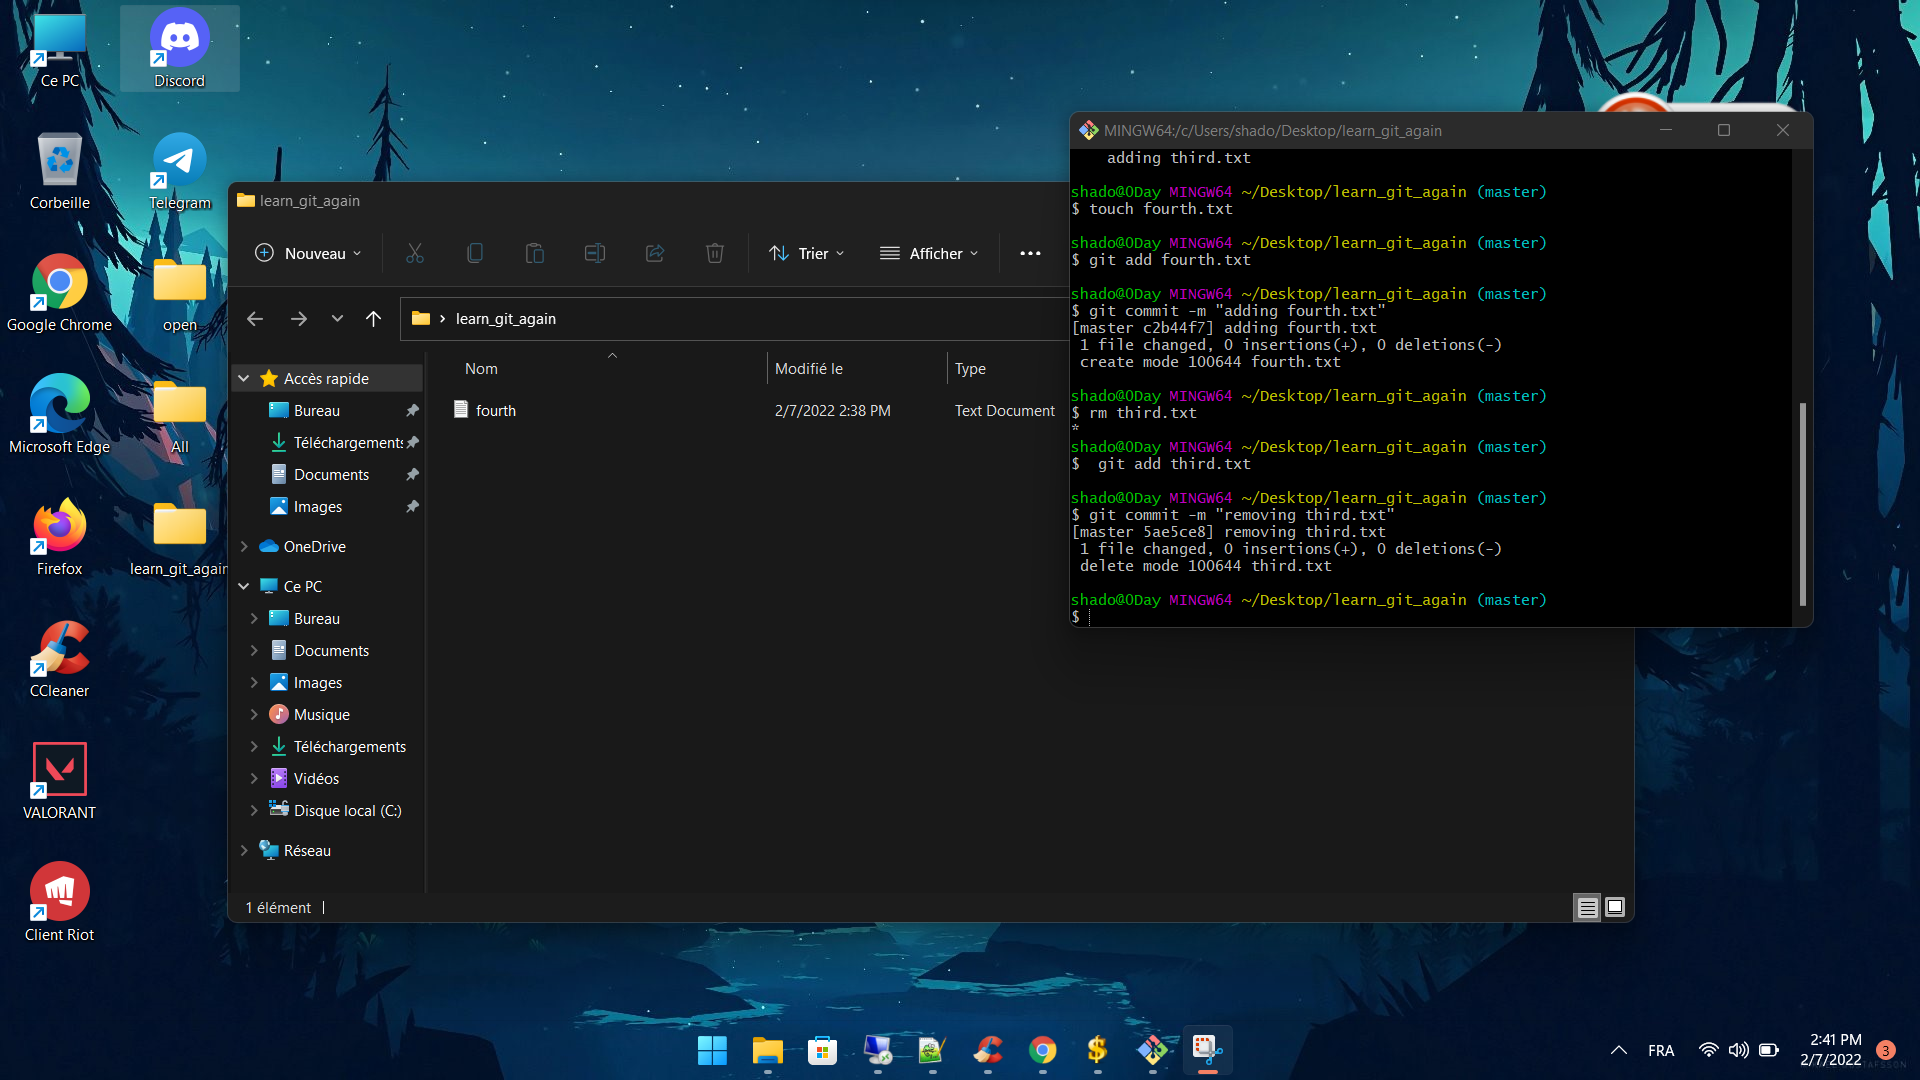 Ce PC
Discord
Corbeille
Telegram
Google Chrome
open
Microsoft Edge
All
Firefox
learn_git_again
CCleaner
VALORANT
Client Riot
learn_git_again
Nouveau
Trier
Afficher
learn_git_again
Nom
Modifié le
Type
fourth
2/7/2022 2:38 PM
Text Document
Accès rapide
Bureau
Téléchargements
Documents
Images
OneDrive
Ce PC
Bureau
Documents
Images
Musique
Téléchargements
Vidéos
Disque local (C:)
Réseau
1 élément
MINGW64:/c/Users/shado/Desktop/learn_git_again
adding third.txt
shado@0Day MINGW64 ~/Desktop/learn_git_again (master)
$ touch fourth.txt
shado@0Day MINGW64 ~/Desktop/learn_git_again (master)
$ git add fourth.txt
shado@0Day MINGW64 ~/Desktop/learn_git_again (master)
$ git commit -m "adding fourth.txt"
[master c2b44f7] adding fourth.txt
1 file changed, 0 insertions(+), 0 deletions(-)
create mode 100644 fourth.txt
shado@0Day MINGW64 ~/Desktop/learn_git_again (master)
$ rm third.txt
*
shado@0Day MINGW64 ~/Desktop/learn_git_again (master)
$  git add third.txt
shado@0Day MINGW64 ~/Desktop/learn_git_again (master)
$ git commit -m "removing third.txt"
[master 5ae5ce8] removing third.txt
1 file changed, 0 insertions(+), 0 deletions(-)
delete mode 100644 third.txt
shado@0Day MINGW64 ~/Desktop/learn_git_again (master)
$
FRA
2:41 PM
2/7/2022
3